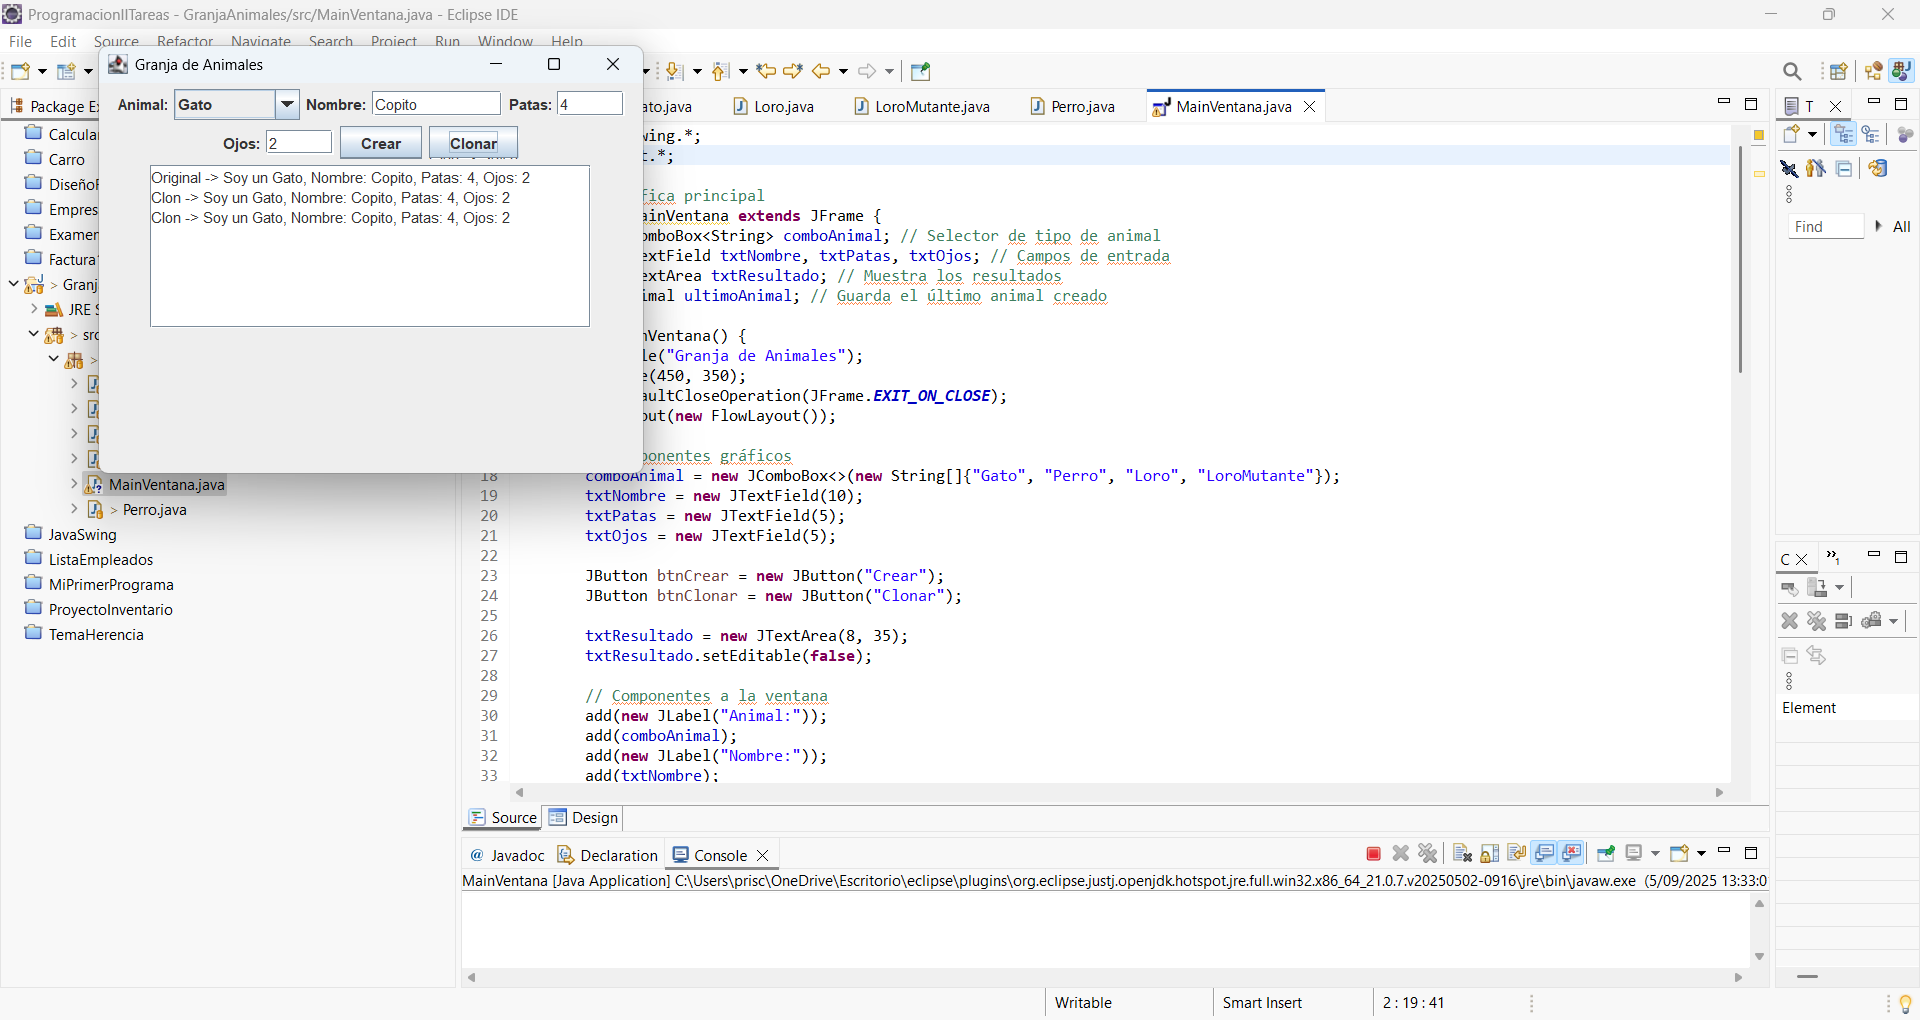 ProgramacionIITareas - GranjaAnimales/src/MainVentana.java - Eclipse IDE
File Edit Source Refactor Navigate Search Project Run Window Help
Granja de Animales
Animal: Gato Nombre: Copito Patas: 4
Ojos: 2 Crear Clonar
Original -> Soy un Gato, Nombre: Copito, Patas: 4, Ojos: 2
Clon -> Soy un Gato, Nombre: Copito, Patas: 4, Ojos: 2
Clon -> Soy un Gato, Nombre: Copito, Patas: 4, Ojos: 2
Package E
Calcula
Carro
Diseño
Empres
Examen
Factura
> Granj
JRE S
> src
>
MainVentana.java
> Perro.java
JavaSwing
ListaEmpleados
MiPrimerPrograma
ProyectoInventario
TemaHerencia
ato.java Loro.java LoroMutante.java Perro.java MainVentana.java
wing.*;
t.*;
fica principal
ainVentana extends JFrame {
omboBox<String> comboAnimal; // Selector de tipo de animal
extField txtNombre, txtPatas, txtOjos; // Campos de entrada
extArea txtResultado; // Muestra los resultados
imal ultimoAnimal; // Guarda el último animal creado
nVentana() {
le("Granja de Animales");
e(450, 350);
aultCloseOperation(JFrame.EXIT_ON_CLOSE);
out(new FlowLayout());
ponentes gráficos
18 comboAnimal = new JComboBox<>(new String[]{"Gato", "Perro", "Loro", "LoroMutante"});
19 txtNombre = new JTextField(10);
20 txtPatas = new JTextField(5);
21 txtOjos = new JTextField(5);
22
23 JButton btnCrear = new JButton("Crear");
24 JButton btnClonar = new JButton("Clonar");
25
26 txtResultado = new JTextArea(8, 35);
27 txtResultado.setEditable(false);
28
29 // Componentes a la ventana
30 add(new JLabel("Animal:"));
31 add(comboAnimal);
32 add(new JLabel("Nombre:"));
33 add(txtNombre);
Source Design
@ Javadoc Declaration Console
MainVentana [Java Application] C:\Users\prisc\OneDrive\Escritorio\eclipse\plugins\org.eclipse.justj.openjdk.hotspot.jre.full.win32.x86_64_21.0.7.v20250502-0916\jre\bin\javaw.exe (5/09/2025 13:33:0
T
Find All
C »1
Element
Writable Smart Insert 2 : 19 : 41